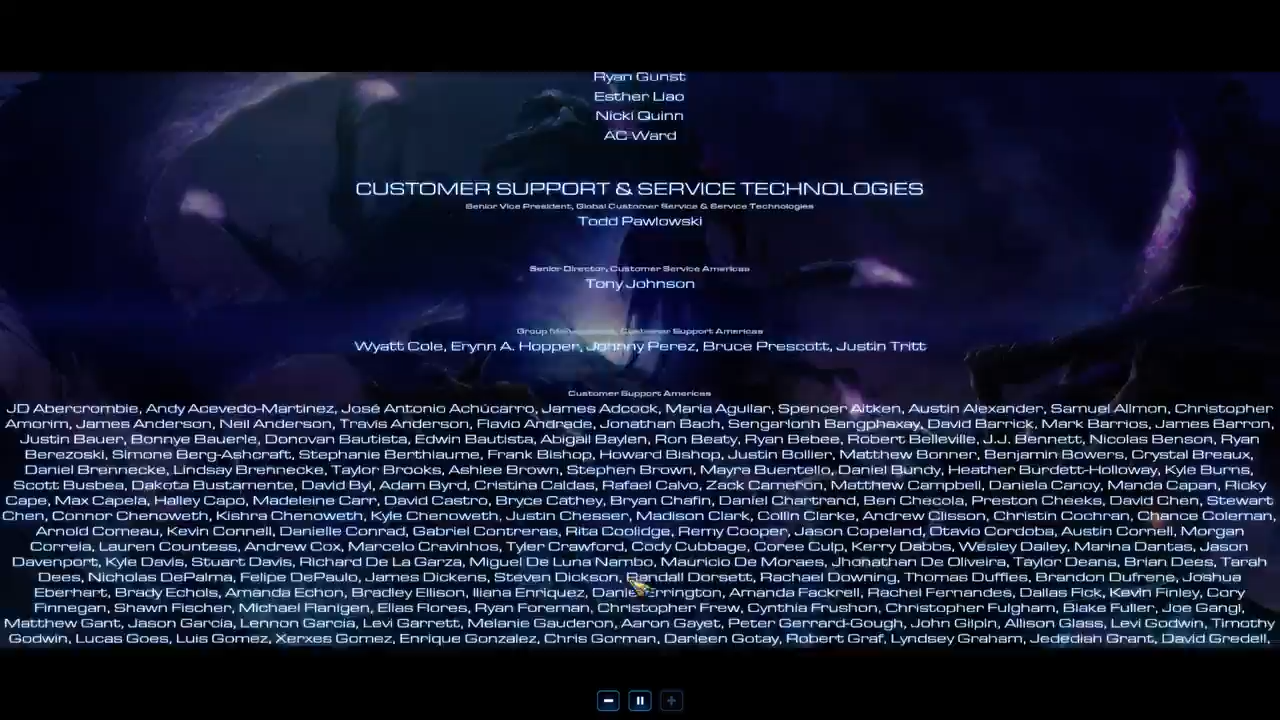 Ryan Gunst
Esther Liao
Nicki Quinn
AC Ward
CUSTOMER SUPPORT & SERVICE TECHNOLOGIES
Senior Vice President, Global Customer Service & Service Technologies
Todd Pawlowski
Senior Director, Customer Service Americas
Tony Johnson
Group Customer Support Americas
Wyatt Cole, Erynn A. Hopper, Johnny Perez, Bruce Prescott, Justin Tritt
Customer Support Americas
JD Abercrombie, Andy Acevedo-Martinez, José Antonio Achúcarro, James Adcock, Maria Aguilar, Spencer Aitken, Austin Alexander, Samuel Allmon, Christopher
Amorim, James Anderson, Neil Anderson, Travis Anderson, Flavio Andrade, Jonathan Bach, Sengarlonh Bangphaxay, David Barrick, Mark Barrios, James Barron,
Justin Bauer, Bonnye Bauerle, Donovan Bautista, Edwin Bautista, Abigail Baylen, Ron Beaty, Ryan Bebee, Robert Belleville, J.J. Bennett, Nicolas Benson, Ryan
Berezoski, Simone Berg-Ashcraft, Stephanie Berthiaume, Frank Bishop, Howard Bishop, Justin Bollier, Matthew Bonner, Benjamin Bowers, Crystal Breaux,
Daniel Brennecke, Lindsay Brennecke, Taylor Brooks, Ashlee Brown, Stephen Brown, Mayra Buentello, Daniel Bundy, Heather Burdett-Holloway, Kyle Burns,
Scott Busbea, Dakota Bustamente, David Byl, Adam Byrd, Cristina Caldas, Rafael Calvo, Zack Cameron, Matthew Campbell, Daniela Canoy, Manda Capan, Ricky
Cape, Max Capela, Halley Capo, Madeleine Carr, David Castro, Bryce Cathey, Bryan Chafin, Daniel Chartrand, Ben Checola, Preston Cheeks, David Chen, Stewart
Chen, Connor Chenoweth, Kishra Chenoweth, Kyle Chenoweth, Justin Chesser, Madison Clark, Collin Clarke, Andrew Clisson, Christin Cochran, Chance Coleman,
Arnold Comeau, Kevin Connell, Danielle Conrad, Gabriel Contreras, Rita Coolidge, Remy Cooper, Jason Copeland, Otavio Cordoba, Austin Cornell, Morgan
Correia, Lauren Countess, Andrew Cox, Marcelo Cravinhos, Tyler Crawford, Cody Cubbage, Coree Culp, Kerry Dabbs, Wesley Dailey, Marina Dantas, Jason
Davenport, Kyle Davis, Stuart Davis, Richard De La Garza, Miguel De Luna Nambo, Mauricio De Moraes, Jhonathan De Oliveira, Taylor Deans, Brian Dees, Tarah
Dees, Nicholas DePalma, Felipe DePaulo, James Dickens, Steven Dickson, Randall Dorsett, Rachael Downing, Thomas Duffies, Brandon Dufrene, Joshua
Eberhart, Brady Echols, Amanda Echon, Bradley Ellison, Iliana Enriquez, Errington, Amanda Fackrell, Rachel Fernandes, Dallas Fick, Kevin Finley, Cory
Finnegan, Shawn Fischer, Michael Flanigen, Elias Flores, Ryan Foreman, Christopher Frew, Cynthia Frushon, Christopher Fulgham, Blake Fuller, Joe Gangi,
Matthew Gant, Jason Garcia, Lennon Garcia, Levi Garrett, Melanie Gauderon, Aaron Gayet, Peter Gerrard-Gough, John Gilpin, Allison Glass, Levi Godwin, Timothy
Godwin, Lucas Goes, Luis Gomez, Xerxes Gomez, Enrique Gonzalez, Chris Gorman, Darleen Gotay, Robert Graf, Lyndsey Graham, Jedediah Grant, David Gredell,